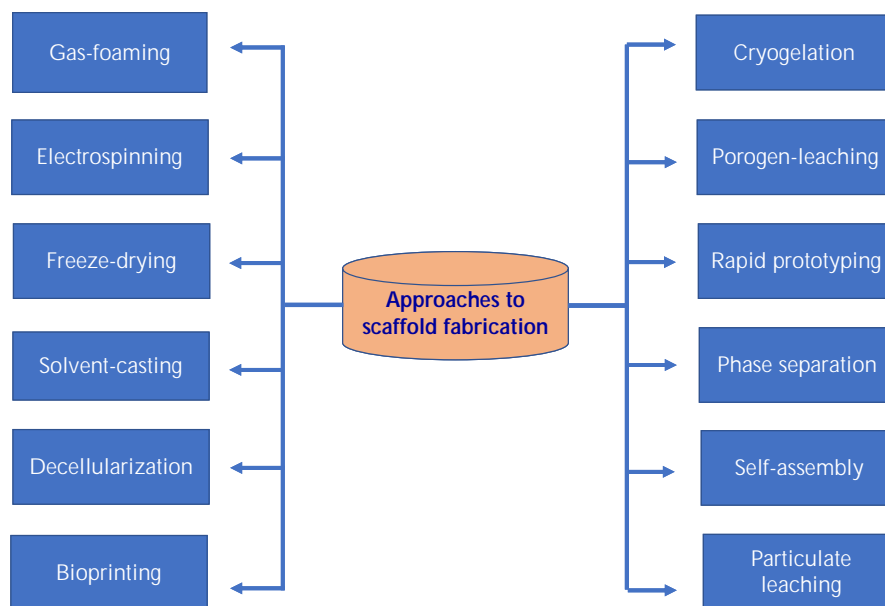 Gas-foaming
Electrospinning
Freeze-drying
Solvent-casting
Decellularization
Bioprinting
Approaches to
scaffold fabrication
Cryogelation
Porogen-leaching
Rapid prototyping
Phase separation
Self-assembly
Particulate
leaching